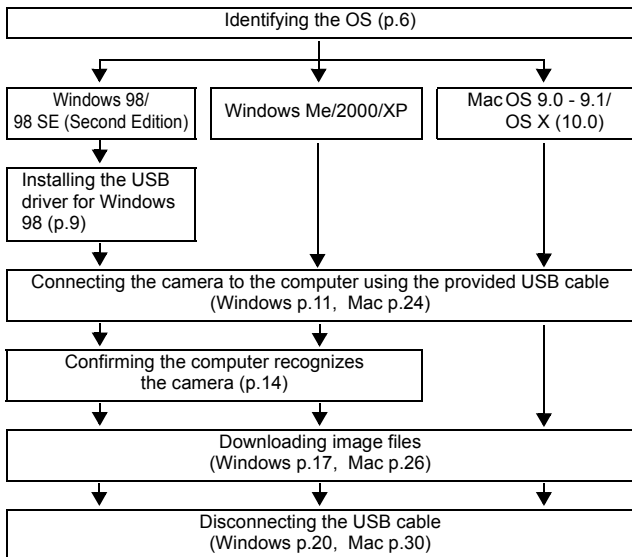 Identifying the OS (p.6)
Windows 98/
98 SE (Second Edition)
Windows Me/2000/XP
Mac OS 9.0 - 9.1/
OS X (10.0)
Installing the USB
driver for Windows
98 (p.9)
Connecting the camera to the computer using the provided USB cable
(Windows p.11, Mac p.24)
Confirming the computer recognizes
the camera (p.14)
Downloading image files
(Windows p.17, Mac p.26)
Disconnecting the USB cable
(Windows p.20, Mac p.30)